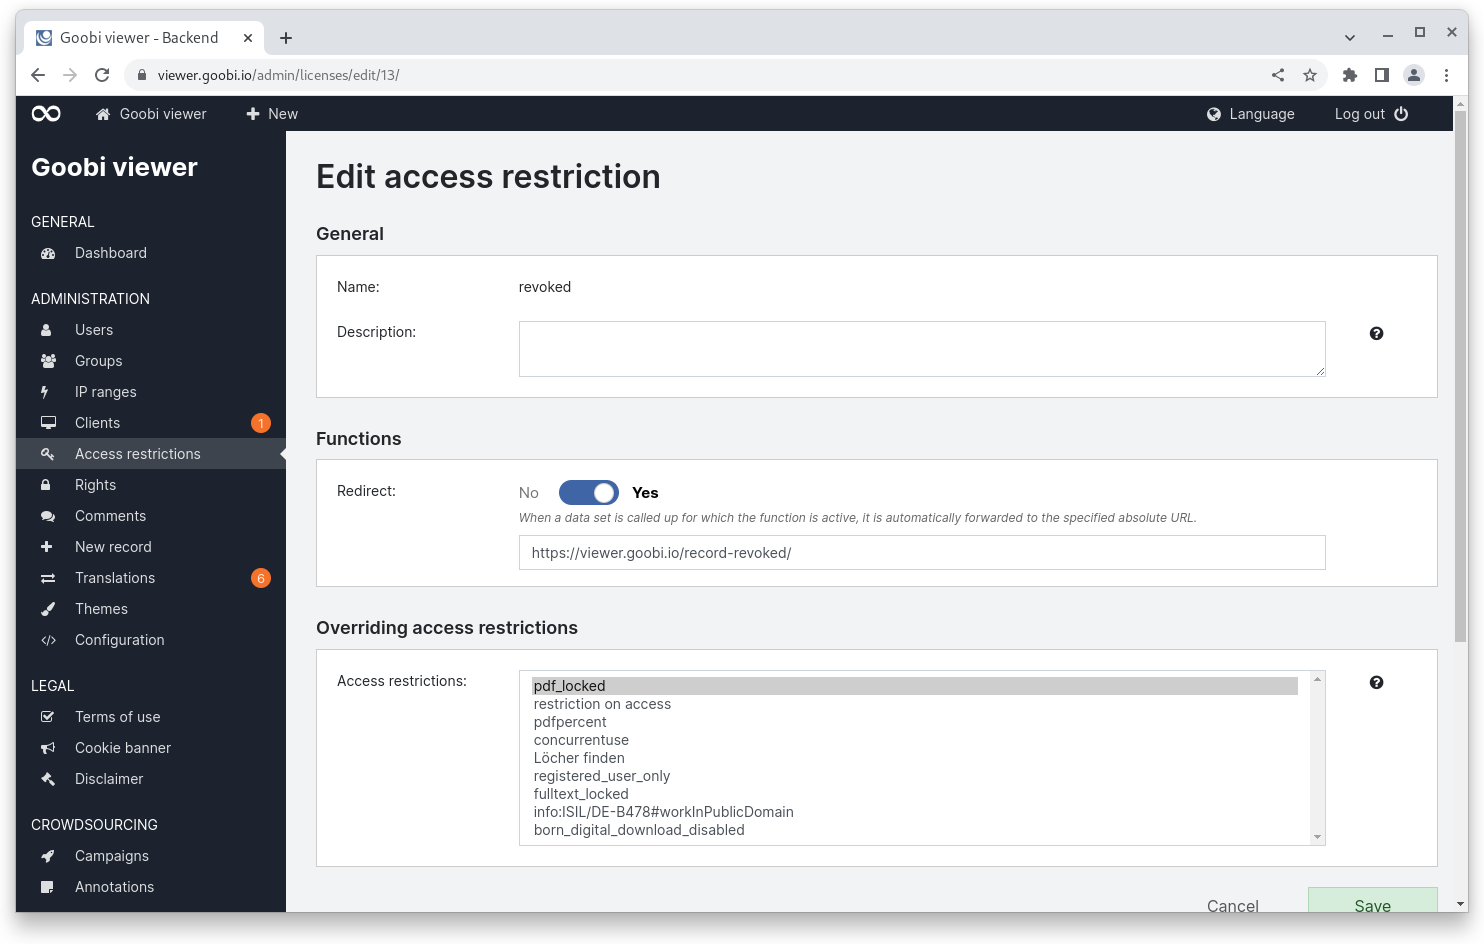 Goobi viewer - Backend
viewer.goobi.io/admin/licenses/edit/13/
Goobi viewer
New
Language
Log out
Goobi viewer
GENERAL
Dashboard
ADMINISTRATION
Users
Groups
IP ranges
Clients 1
Access restrictions
Rights
Comments
New record
Translations 6
Themes
Configuration
LEGAL
Terms of use
Cookie banner
Disclaimer
CROWDSOURCING
Campaigns
Annotations
Edit access restriction
General
Name: revoked
Description:
Functions
Redirect: No Yes
When a data set is called up for which the function is active, it is automatically forwarded to the specified absolute URL.
https://viewer.goobi.io/record-revoked/
Overriding access restrictions
Access restrictions: pdf_locked
restriction on access
pdfpercent
concurrentuse
Löcher finden
registered_user_only
fulltext_locked
info:ISIL/DE-B478#workInPublicDomain
born_digital_download_disabled
Cancel Save